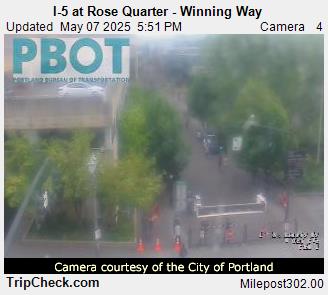 I-5 at Rose Quarter - Winning Way
Updated May 07 2025 5:51 PM Camera 4
PBOT
PORTLAND BUREAU OF TRANSPORTATION
Camera courtesy of the City of Portland
TripCheck.com Milepost302.00